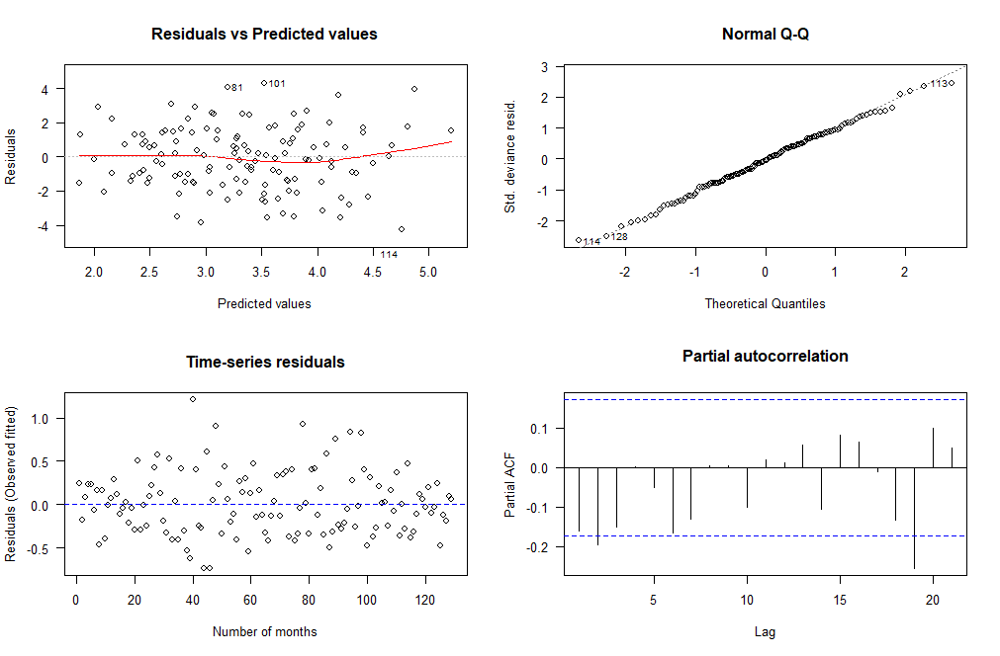 Residuals vs Predicted values
Residuals
4
2
0
-2
-4
81
101
114
2.0 2.5 3.0 3.5 4.0 4.5 5.0
Predicted values
Normal Q-Q
Std. deviance resid.
3
2
1
0
-1
-2
113
114
128
-2 -1 0 1 2
Theoretical Quantiles
Time-series residuals
Residuals (Observed fitted)
1.0
0.5
0.0
-0.5
0 20 40 60 80 100 120
Number of months
Partial autocorrelation
Partial ACF
0.1
0.0
-0.1
-0.2
5 10 15 20
Lag